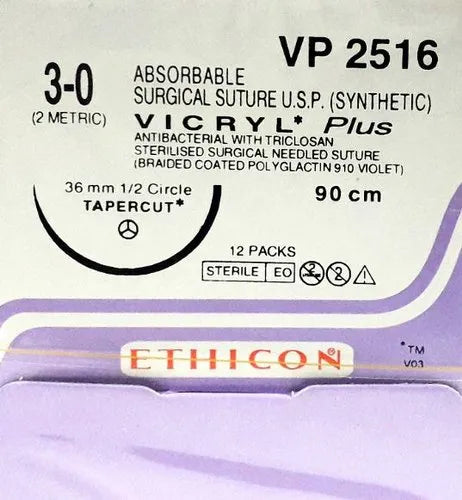 VP 2516
3-0
(2 METRIC)
ABSORBABLE
SURGICAL SUTURE U.S.P. (SYNTHETIC)
VICRYL* Plus
ANTIBACTERIAL WITH TRICLOSAN
STERILISED SURGICAL NEEDLED SUTURE
(BRAIDED COATED POLYGLACTIN 910 VIOLET)
36 mm 1/2 Circle
TAPERCUT*
90 cm
12 PACKS
STERILE EO
2 2
ETHICON®
*TM
V03